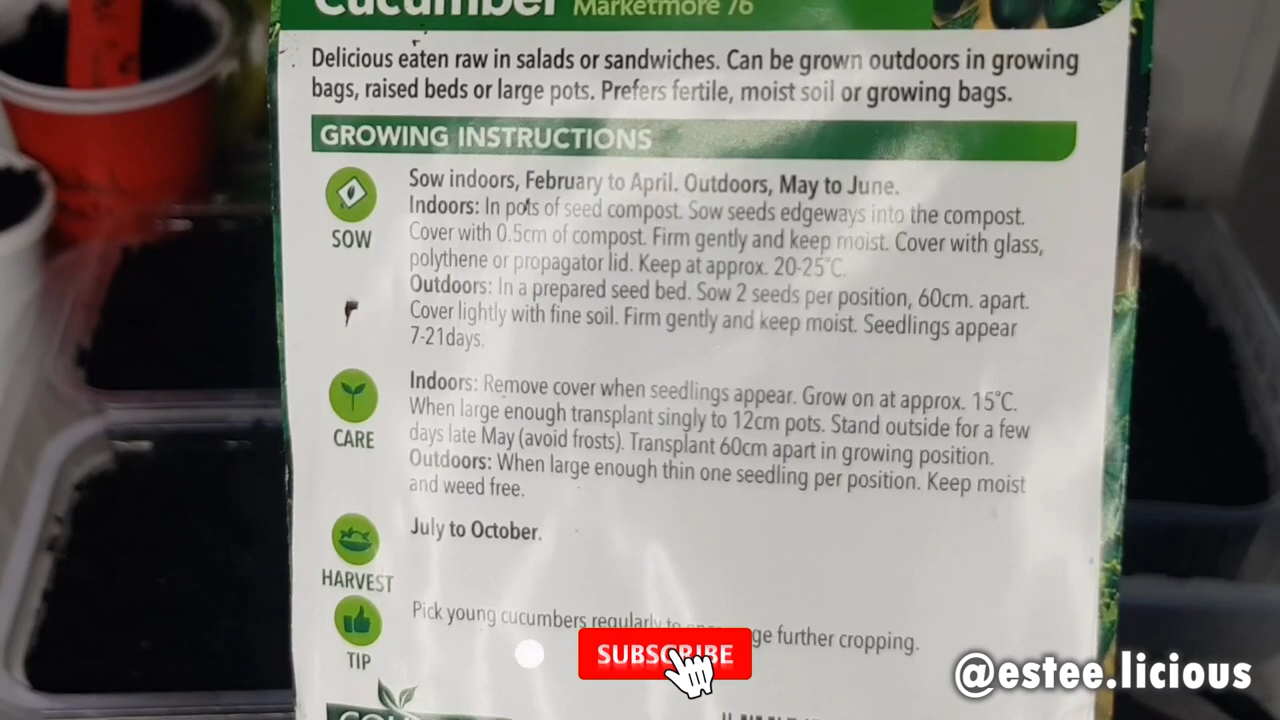 Cucumber Marketmore 76
Delicious eaten raw in salads or sandwiches. Can be grown outdoors in growing
bags, raised beds or large pots. Prefers fertile, moist soil or growing bags.
GROWING INSTRUCTIONS
SOW
Sow indoors, February to April. Outdoors, May to June.
Indoors: In pots of seed compost. Sow seeds edgeways into the compost.
Cover with 0.5cm of compost. Firm gently and keep moist. Cover with glass,
polythene or propagator lid. Keep at approx. 20-25°C.
Outdoors: In a prepared seed bed. Sow 2 seeds per position, 60cm. apart.
Cover lightly with fine soil. Firm gently and keep moist. Seedlings appear
7-21days.
CARE
Indoors: Remove cover when seedlings appear. Grow on at approx. 15°C.
When large enough transplant singly to 12cm pots. Stand outside for a few
days late May (avoid frosts). Transplant 60cm apart in growing position.
Outdoors: When large enough thin one seedling per position. Keep moist
and weed free.
HARVEST
July to October.
TIP
Pick young cucumbers regularly to further cropping.
SUBSCRIBE
@estee.licious